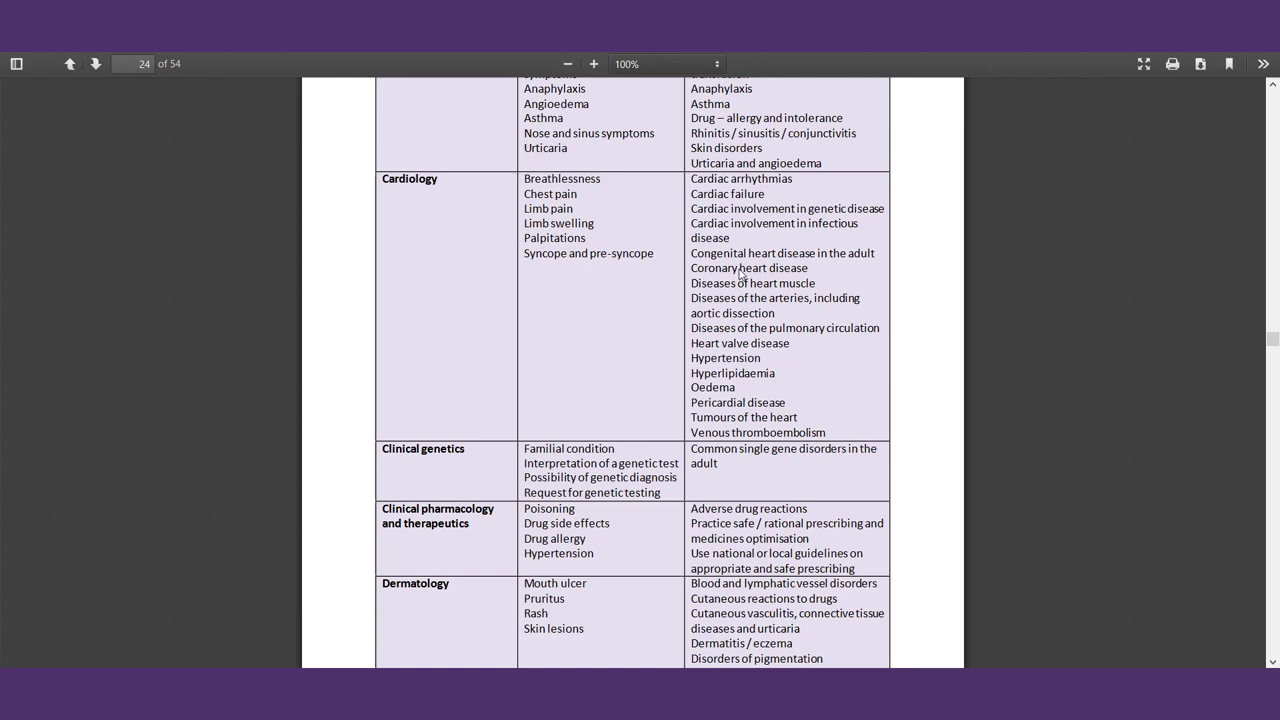 24 of 54
100%
Anaphylaxis
Angioedema
Asthma
Nose and sinus symptoms
Urticaria
Anaphylaxis
Asthma
Drug – allergy and intolerance
Rhinitis / sinusitis / conjunctivitis
Skin disorders
Urticaria and angioedema
Cardiology
Breathlessness
Chest pain
Limb pain
Limb swelling
Palpitations
Syncope and pre-syncope
Cardiac arrhythmias
Cardiac failure
Cardiac involvement in genetic disease
Cardiac involvement in infectious
disease
Congenital heart disease in the adult
Coronary heart disease
Diseases of heart muscle
Diseases of the arteries, including
aortic dissection
Diseases of the pulmonary circulation
Heart valve disease
Hypertension
Hyperlipidaemia
Oedema
Pericardial disease
Tumours of the heart
Venous thromboembolism
Clinical genetics
Familial condition
Interpretation of a genetic test
Possibility of genetic diagnosis
Request for genetic testing
Common single gene disorders in the
adult
Clinical pharmacology
and therapeutics
Poisoning
Drug side effects
Drug allergy
Hypertension
Adverse drug reactions
Practice safe / rational prescribing and
medicines optimisation
Use national or local guidelines on
appropriate and safe prescribing
Dermatology
Mouth ulcer
Pruritus
Rash
Skin lesions
Blood and lymphatic vessel disorders
Cutaneous reactions to drugs
Cutaneous vasculitis, connective tissue
diseases and urticaria
Dermatitis / eczema
Disorders of pigmentation